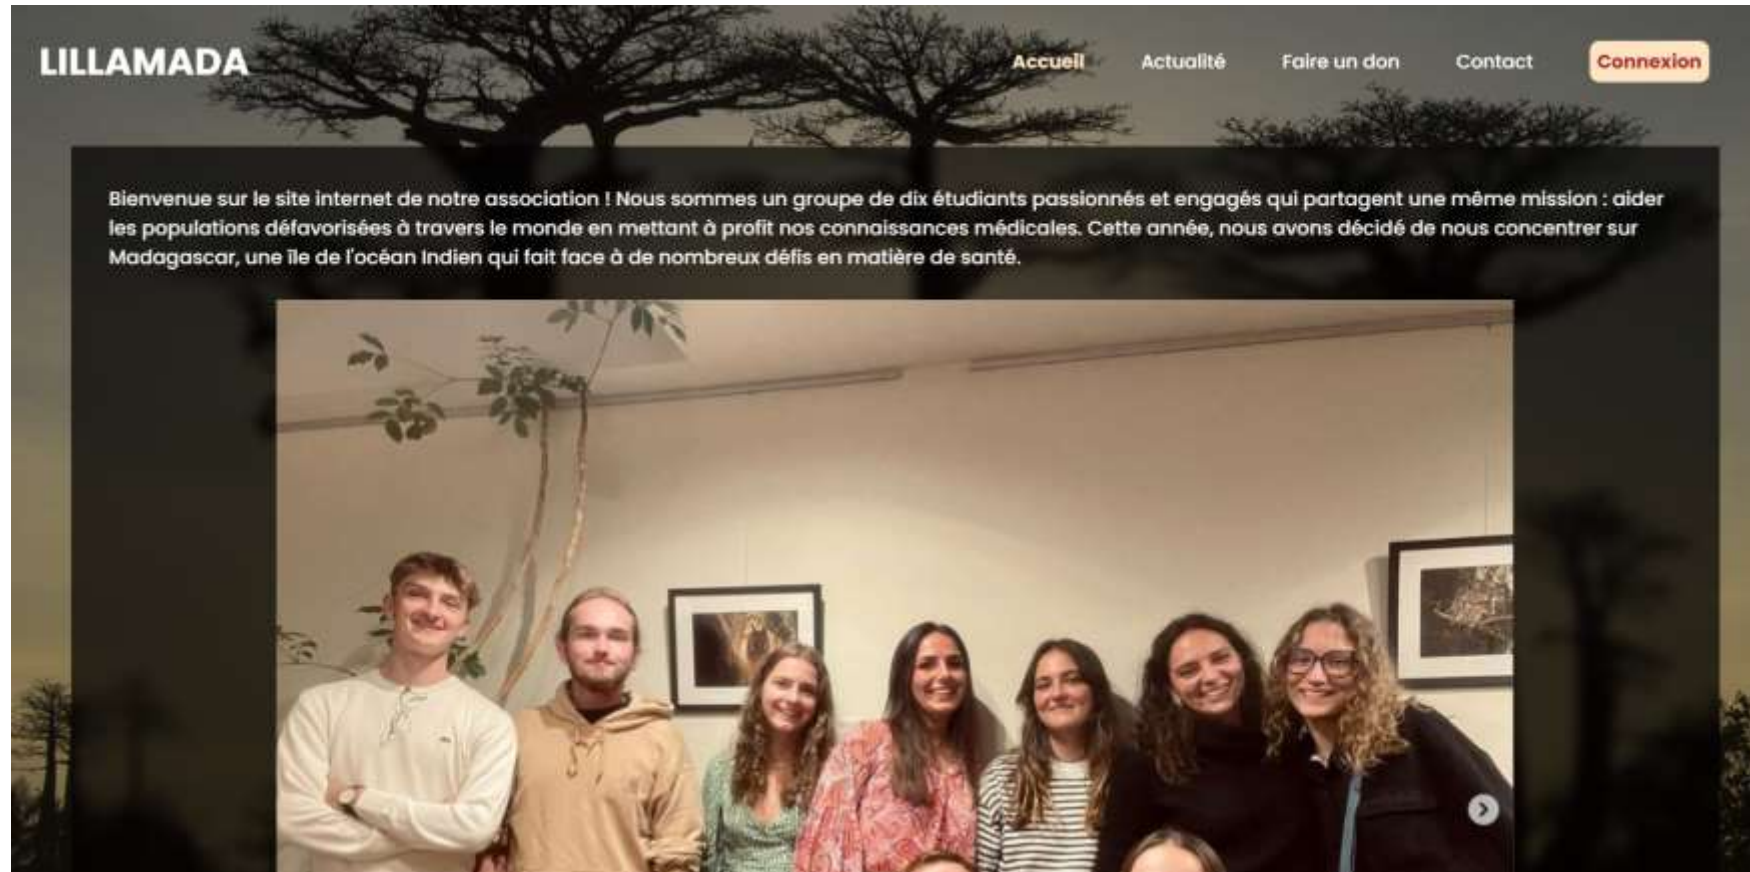 LILLAMADA
Accueil
Actualité
Faire un don
Contact
Connexion
Bienvenue sur le site internet de notre association ! Nous sommes un groupe de dix étudiants passionnés et engagés qui partagent une même mission : aider
les populations défavorisées à travers le monde en mettant à profit nos connaissances médicales. Cette année, nous avons décidé de nous concentrer sur
Madagascar, une île de l'océan Indien qui fait face à de nombreux défis en matière de santé.